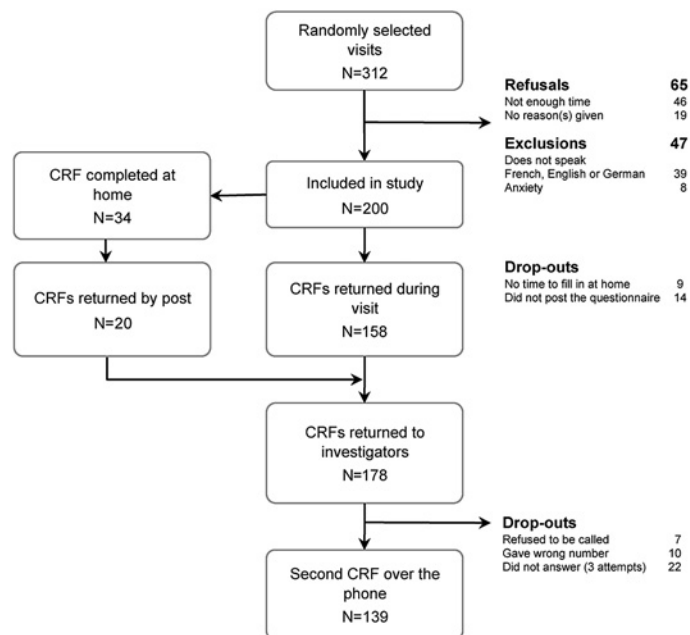 Randomly selected
visits
N=312
Refusals 65
Not enough time 46
No reason(s) given 19
Exclusions 47
Does not speak
French, English or German 39
Anxiety 8
CRF completed at
home
N=34
Included in study
N=200
CRFs returned by post
N=20
CRFs returned during
visit
N=158
Drop-outs
No time to fill in at home 9
Did not post the questionnaire 14
CRFs returned to
investigators
N=178
Drop-outs
Refused to be called 7
Gave wrong number 10
Did not answer (3 attempts) 22
Second CRF over the
phone
N=139